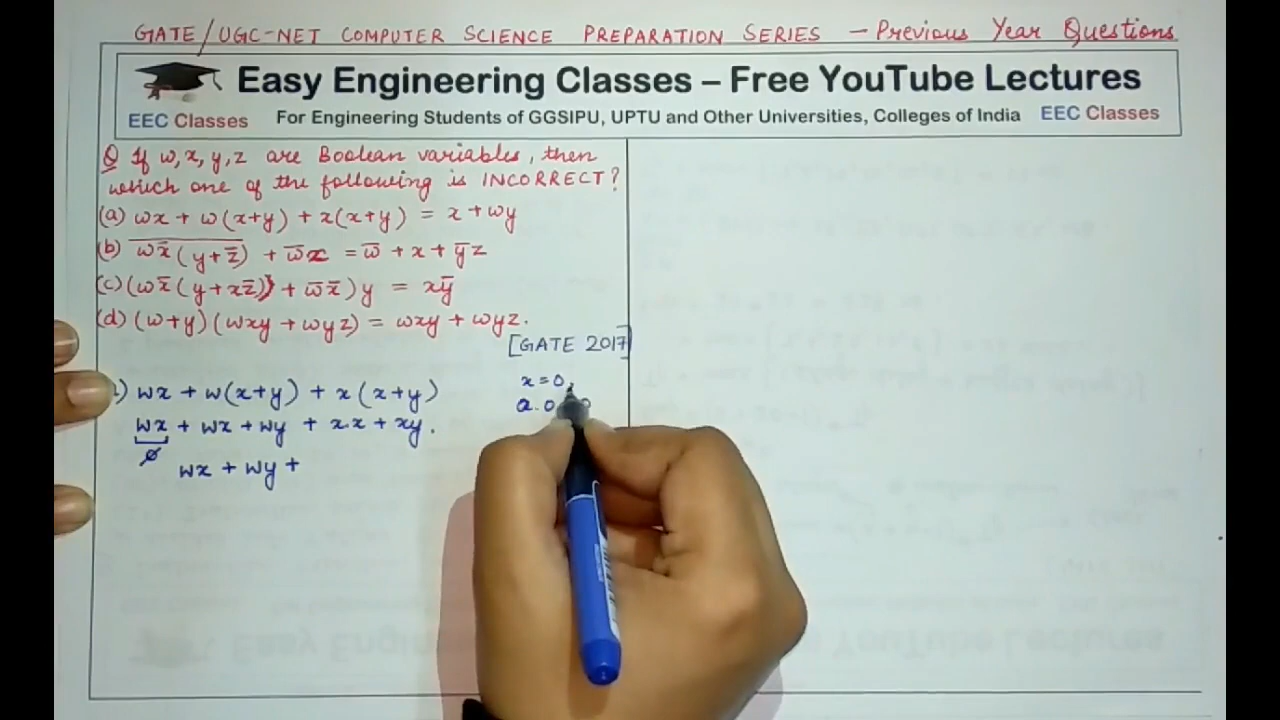 GATE/UGC-NET COMPUTER SCIENCE PREPARATION SERIES – Previous Year Questions
Easy Engineering Classes – Free YouTube Lectures
EEC Classes For Engineering Students of GGSIPU, UPTU and Other Universities, Colleges of India EEC Classes
Q If w, x, y, z are Boolean variables, then
which one of the following is INCORRECT?
(a) wx + w(x+y) + x(x+y) = x + wy
(b) w̅x̅(̅y̅+̅z̅)̅ + w̅x = w̅ + x + y̅z
(c) (wx̅(y+xz̅) + w̅x̅)y = xy̅
(d) (w+y)(wxy + wyz) = wxy + wyz.
[GATE 2017]
) wx + w(x+y) + x(x+y)
x=0,
wx + wx + wy + x.x + xy.
wx + wy +